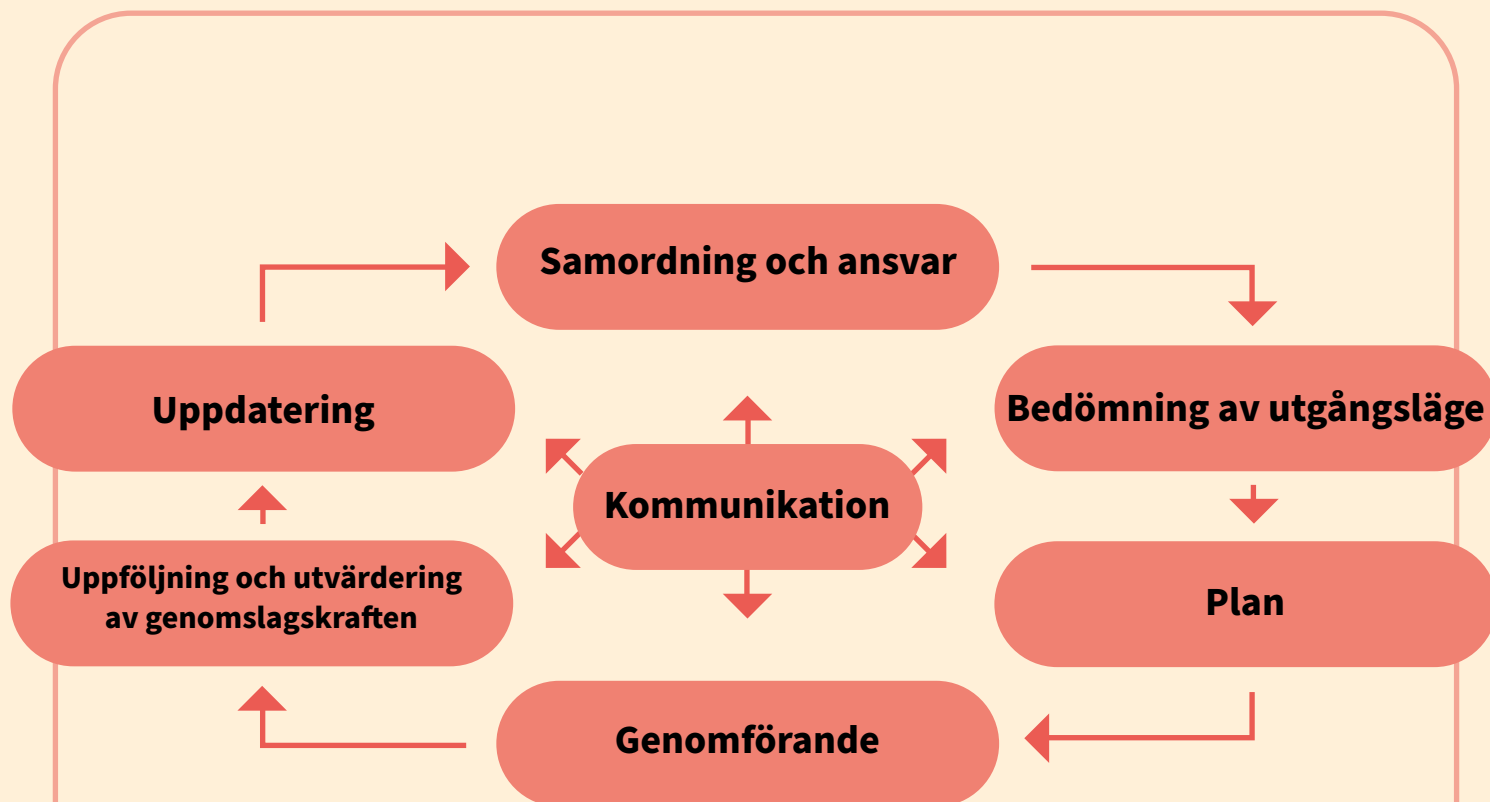 Samordning och ansvar
Uppdatering
Bedömning av utgångsläge
Kommunikation
Uppföljning och utvärdering
av genomslagskraften
Plan
Genomförande